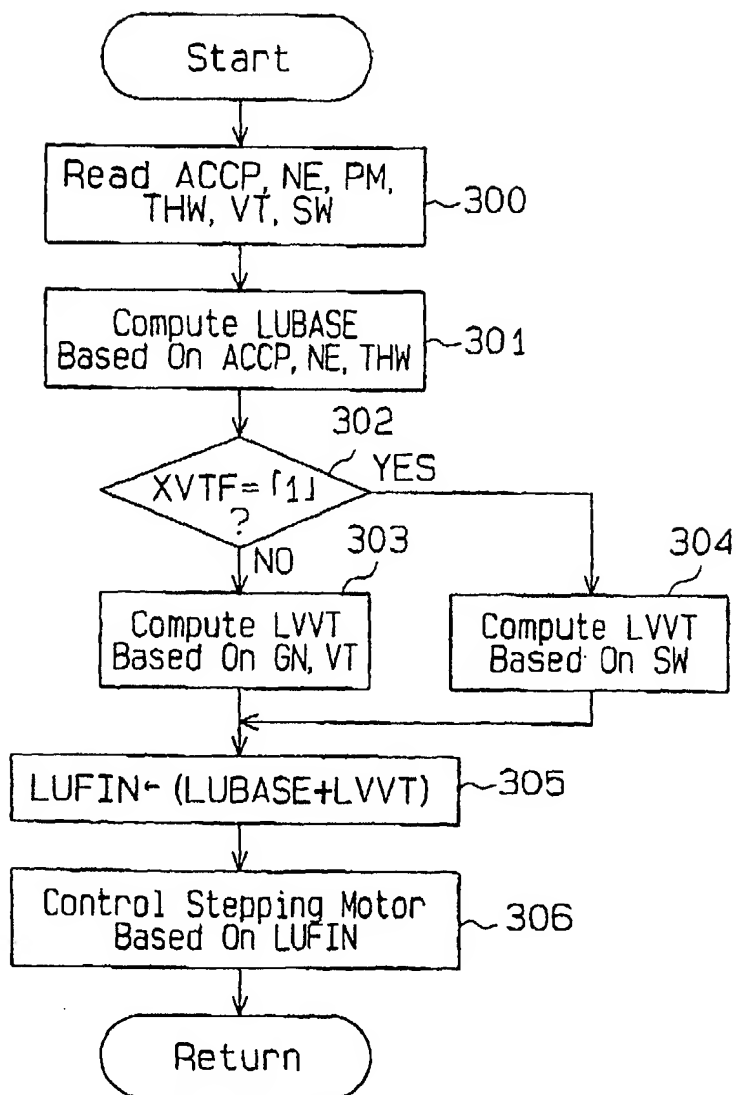 Start
Read ACCP, NE, PM,
THW, VT, SW
300
Compute LUBASE
Based On ACCP, NE, THW
301
302
XVTF=「1」
?
YES
NO
303
Compute LVVT
Based On GN, VT
304
Compute LVVT
Based On SW
LUFIN←(LUBASE+LVVT)
305
Control Stepping Motor
Based On LUFIN
306
Return